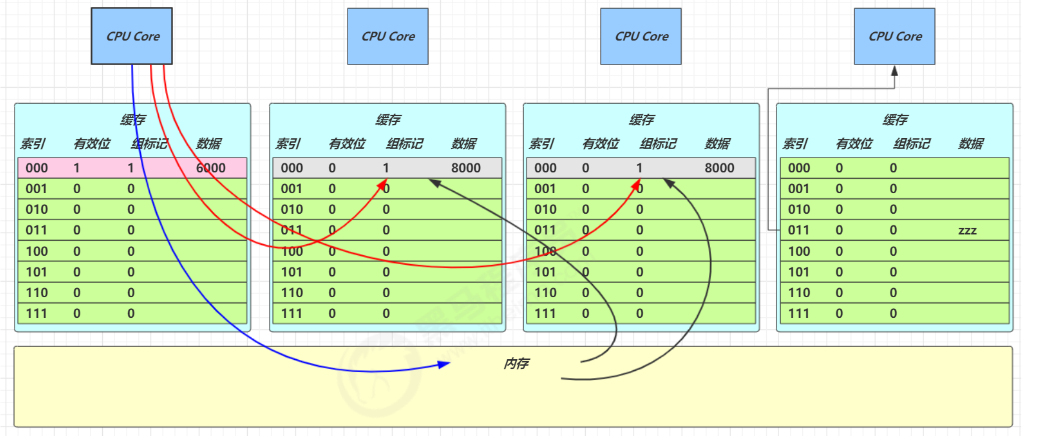 CPU Core CPU Core CPU Core CPU Core
缓存 缓存 缓存 缓存
索引 有效位 组标记 数据 索引 有效位 组标记 数据 索引 有效位 组标记 数据 索引 有效位 组标记 数据
000 1 1 6000 000 0 1 8000 000 0 1 8000 000 0 0
001 0 0 001 0 0 001 0 0 001 0 0
010 0 0 010 0 0 010 0 0 010 0 0
011 0 0 011 0 0 011 0 0 011 0 0 zzz
100 0 0 100 0 0 100 0 0 100 0 0
101 0 0 101 0 0 101 0 0 101 0 0
110 0 0 110 0 0 110 0 0 110 0 0
111 0 0 111 0 0 111 0 0 111 0 0
内存